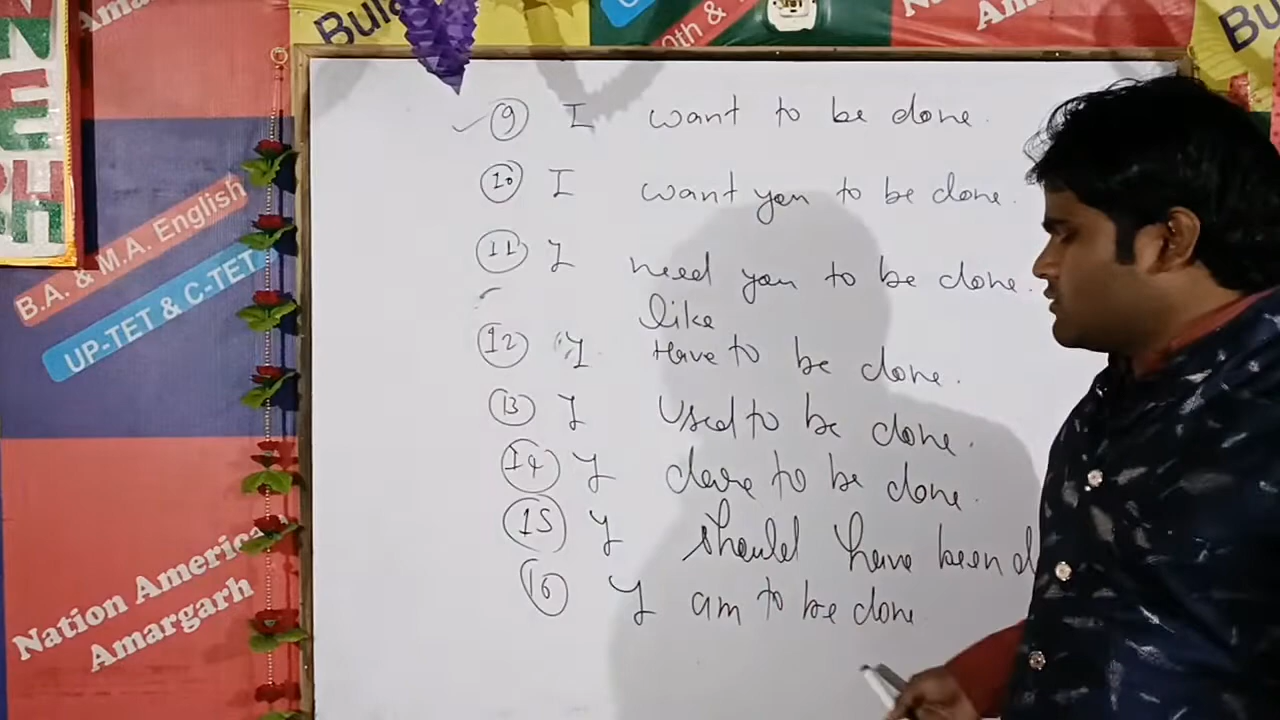 Amargarh
Nation America
Amargarh
B.A. & M.A. English
UP-TET & C-TET
9 I want to be done.
10 I want you to be done.
11 I need you to be done.
like
12 I Have to be done.
13 I Used to be done.
14 I dare to be done.
15 I should have been d
16 I am to be done